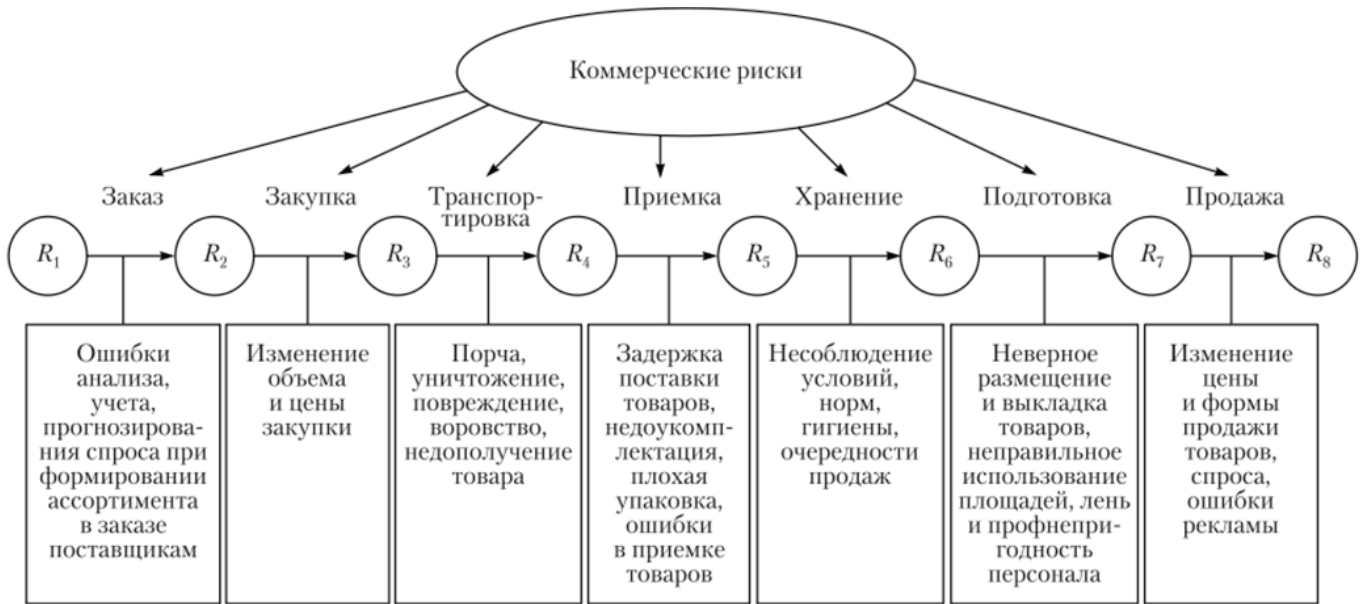 Коммерческие риски
Заказ
Закупка
Транспор-
тировка
Приемка
Хранение
Подготовка
Продажа
R1
R2
R3
R4
R5
R6
R7
R8
Ошибки
анализа,
учета,
прогнозирова-
ния спроса при
формировании
ассортимента
в заказе
поставщикам
Изменение
объема
и цены
закупки
Порча,
уничтожение,
повреждение,
воровство,
недополучение
товара
Задержка
поставки
товаров,
недоукомп-
лектация,
плохая
упаковка,
ошибки
в приемке
товаров
Несоблюдение
условий,
норм,
гигиены,
очередности
продаж
Неверное
размещение
и выкладка
товаров,
неправильное
использование
площадей, лень
и профнепри-
годность
персонала
Изменение
цены
и формы
продажи
товаров,
спроса,
ошибки
рекламы